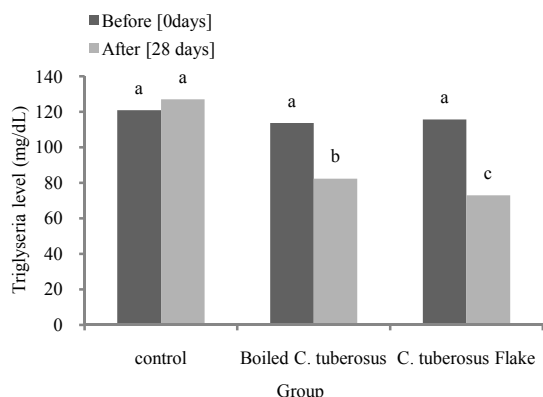 Before [0days]
After [28 days]
Triglyseria level (mg/dL)
140
120
100
80
60
40
20
0
a
a
a
b
a
c
control
Boiled C. tuberosus
C. tuberosus Flake
Group